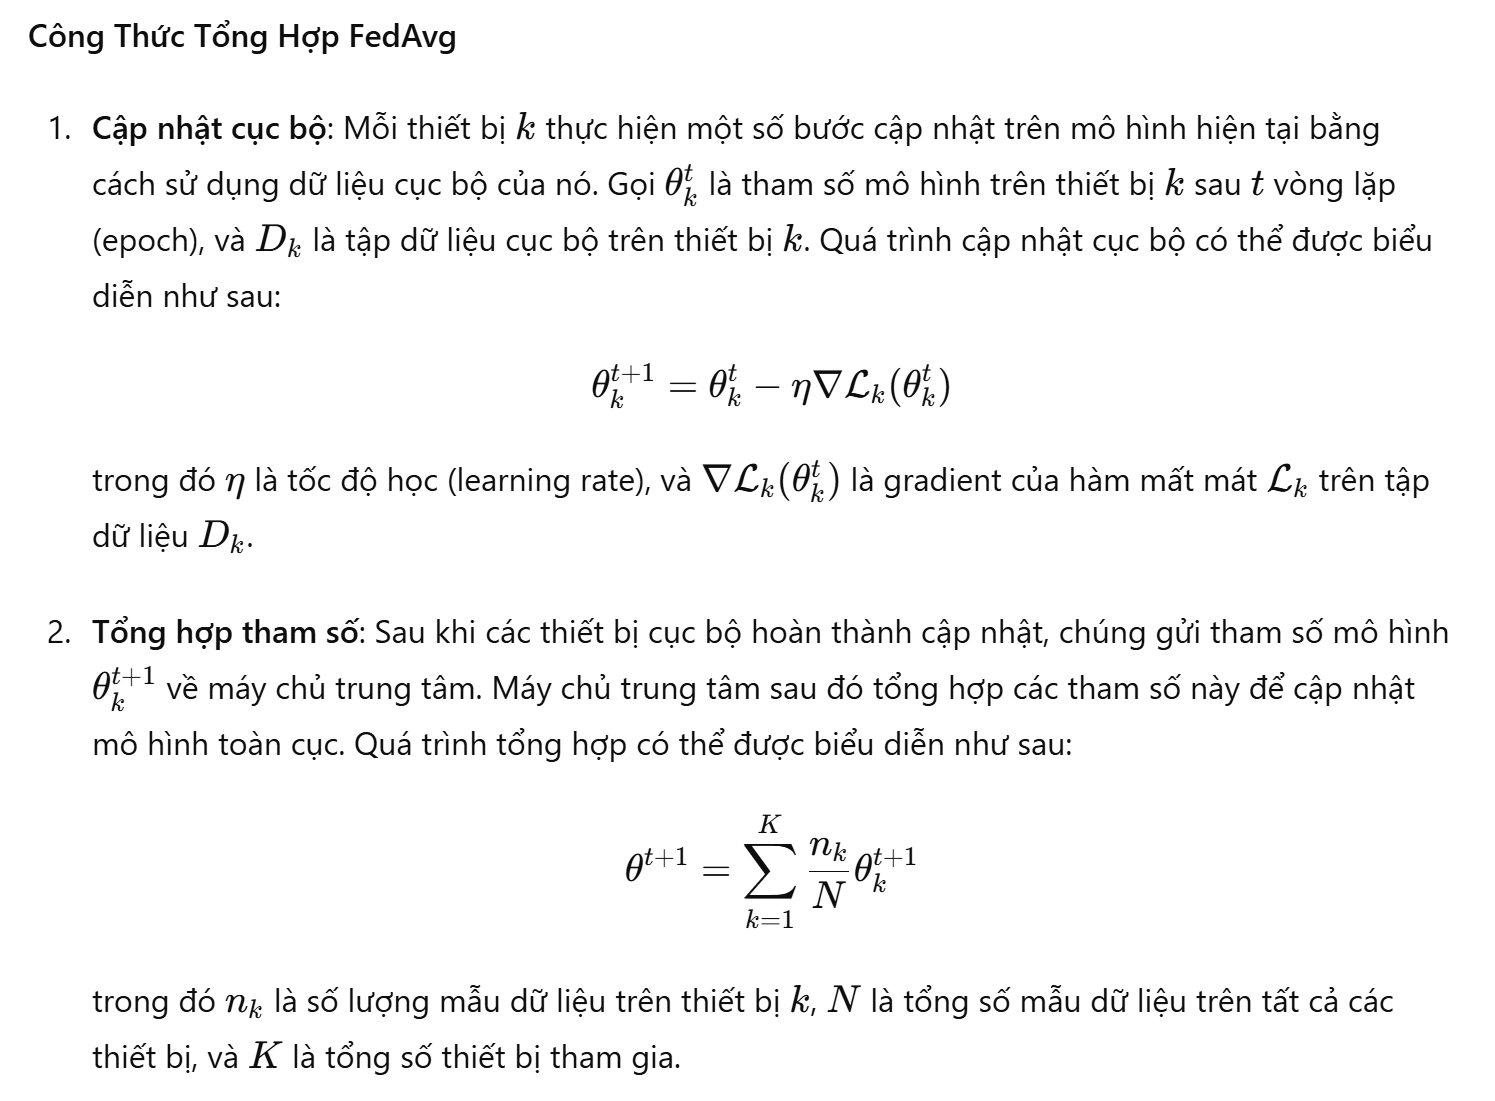 Công Thức Tổng Hợp FedAvg
1. Cập nhật cục bộ: Mỗi thiết bị k thực hiện một số bước cập nhật trên mô hình hiện tại bằng
cách sử dụng dữ liệu cục bộ của nó. Gọi θ_k^t là tham số mô hình trên thiết bị k sau t vòng lặp
(epoch), và D_k là tập dữ liệu cục bộ trên thiết bị k. Quá trình cập nhật cục bộ có thể được biểu
diễn như sau:
θ_k^{t+1} = θ_k^t − η∇ℒ_k(θ_k^t)
trong đó η là tốc độ học (learning rate), và ∇ℒ_k(θ_k^t) là gradient của hàm mất mát ℒ_k trên tập
dữ liệu D_k.
2. Tổng hợp tham số: Sau khi các thiết bị cục bộ hoàn thành cập nhật, chúng gửi tham số mô hình
θ_k^{t+1} về máy chủ trung tâm. Máy chủ trung tâm sau đó tổng hợp các tham số này để cập nhật
mô hình toàn cục. Quá trình tổng hợp có thể được biểu diễn như sau:
θ^{t+1} = ∑_{k=1}^{K} \frac{n_k}{N} θ_k^{t+1}
trong đó n_k là số lượng mẫu dữ liệu trên thiết bị k, N là tổng số mẫu dữ liệu trên tất cả các
thiết bị, và K là tổng số thiết bị tham gia.